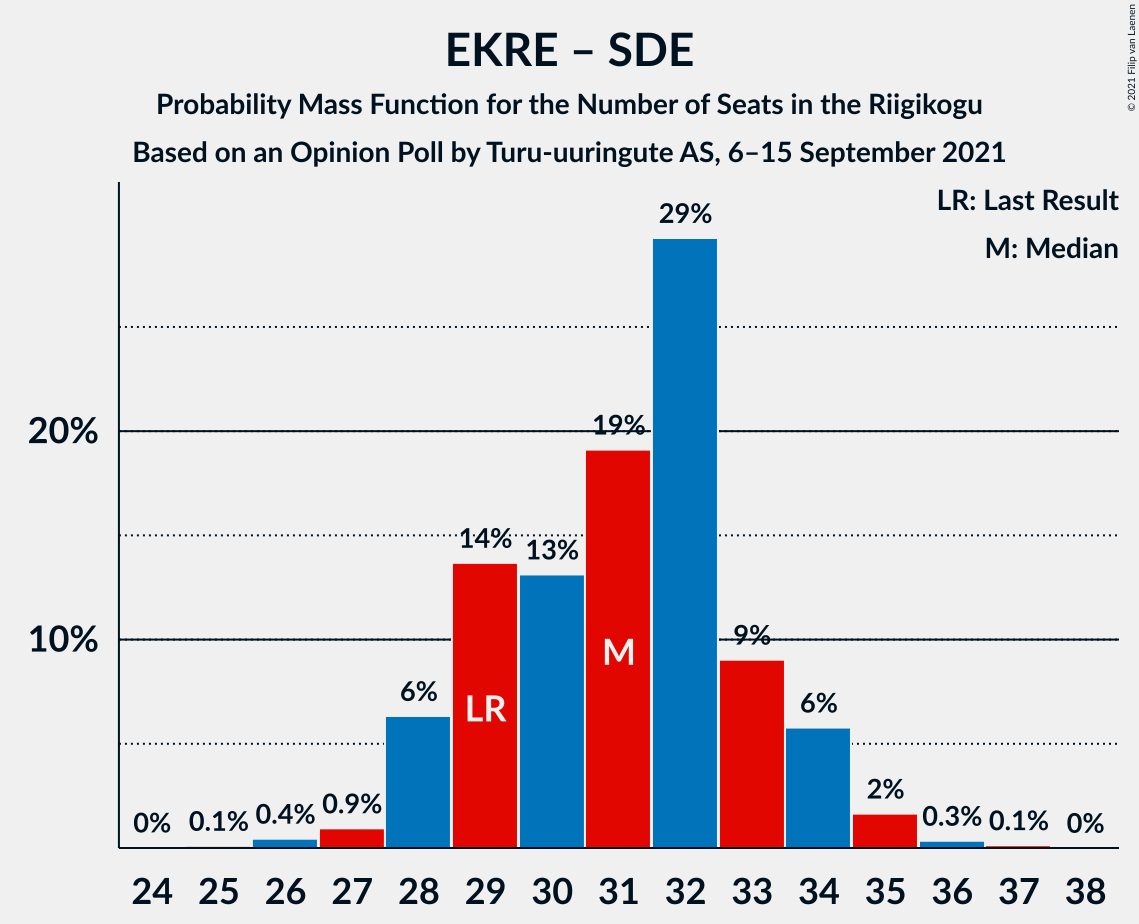 EKRE – SDE
Probability Mass Function for the Number of Seats in the Riigikogu
Based on an Opinion Poll by Turu-uuringute AS, 6–15 September 2021
© 2021 Filip van Laenen
LR: Last Result
M: Median
29%
20%
19%
14%
13%
10%
9%
M
LR
6%
6%
2%
0%
0.1%
0.4%
0.9%
0.3%
0.1%
0%
24 25 26 27 28 29 30 31 32 33 34 35 36 37 38